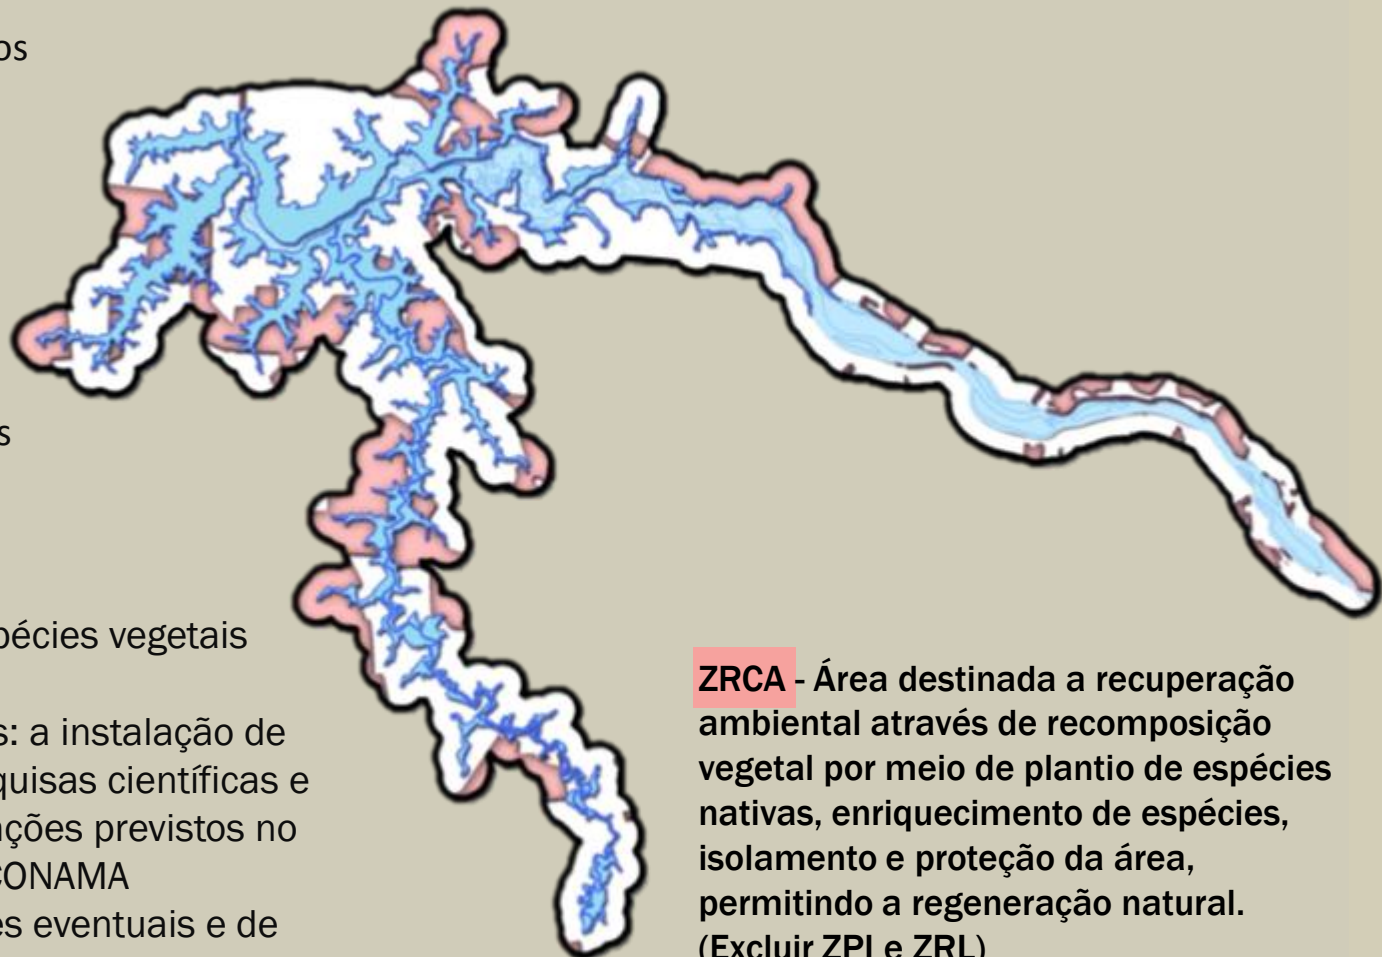 os
s
pécies vegetais
s: a instalação de
quisas científicas e
ações previstos no
CONAMA
es eventuais e de
ZRCA - Área destinada a recuperação
ambiental através de recomposição
vegetal por meio de plantio de espécies
nativas, enriquecimento de espécies,
isolamento e proteção da área,
permitindo a regeneração natural.
(Excluir ZPI e ZRL)